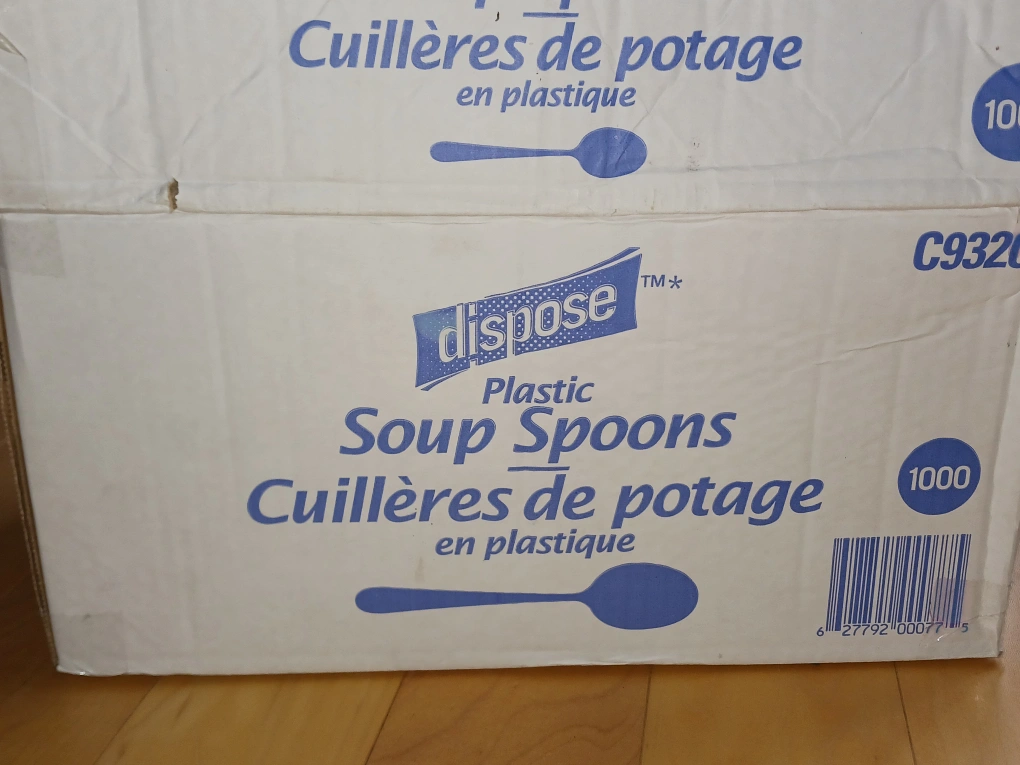 Cuillères de potage
en plastique
C932
dispose ™*
Plastic
Soup Spoons
Cuillères de potage
1000
en plastique
6 27792 00077 5